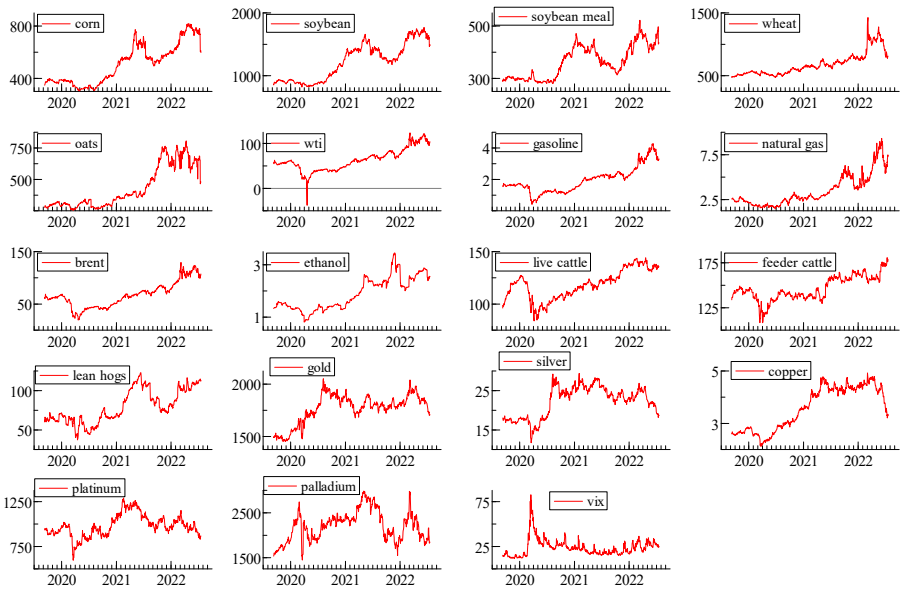 800 corn
400
2020 2021 2022
2000 soybean
1000
2020 2021 2022
500 soybean meal
300
2020 2021 2022
1500 wheat
500
2020 2021 2022
750 oats
500
2020 2021 2022
100 wti
0
2020 2021 2022
4 gasoline
2
2020 2021 2022
7.5 natural gas
2.5
2020 2021 2022
150 brent
50
2020 2021 2022
3 ethanol
1
2020 2021 2022
150 live cattle
100
2020 2021 2022
175 feeder cattle
125
2020 2021 2022
100 lean hogs
50
2020 2021 2022
2000 gold
1500
2020 2021 2022
25 silver
15
2020 2021 2022
5 copper
3
2020 2021 2022
1250 platinum
750
2020 2021 2022
2500 palladium
1500
2020 2021 2022
75 vix
25
2020 2021 2022